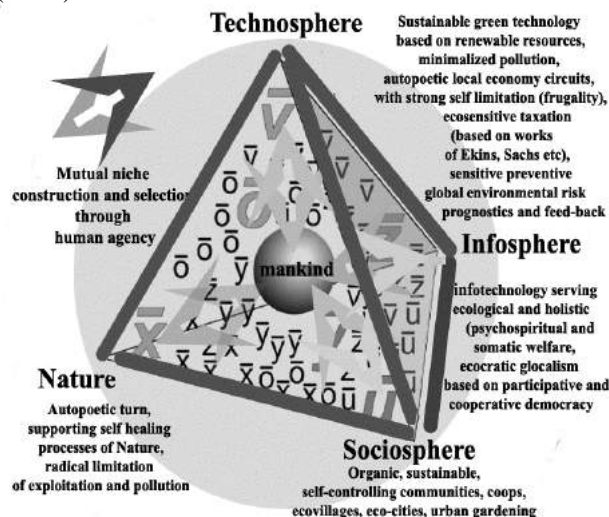 Technosphere
Sustainable green technology
based on renewable resources,
minimalized pollution,
autopoetic local economy circuits,
with strong self limitation (frugality),
ecosensitive taxation
(based on works
of Ekins, Sachs etc),
sensitive preventive
global environmental risk
prognostics and feed-back
Mutual niche
construction and selection
through
human agency
mankind
Infosphere
infotechnology serving
ecological and holistic
(psychospiritual and
somatic welfare,
ecocratic glocalism
based on participative and
cooperative democracy
Nature
Autopoetic turn,
supporting self healing
processes of Nature,
radical limitation
of exploitation and pollution
Sociosphere
Organic, sustainable,
self-controlling communities, coops,
ecovillages, eco-cities, urban gardening